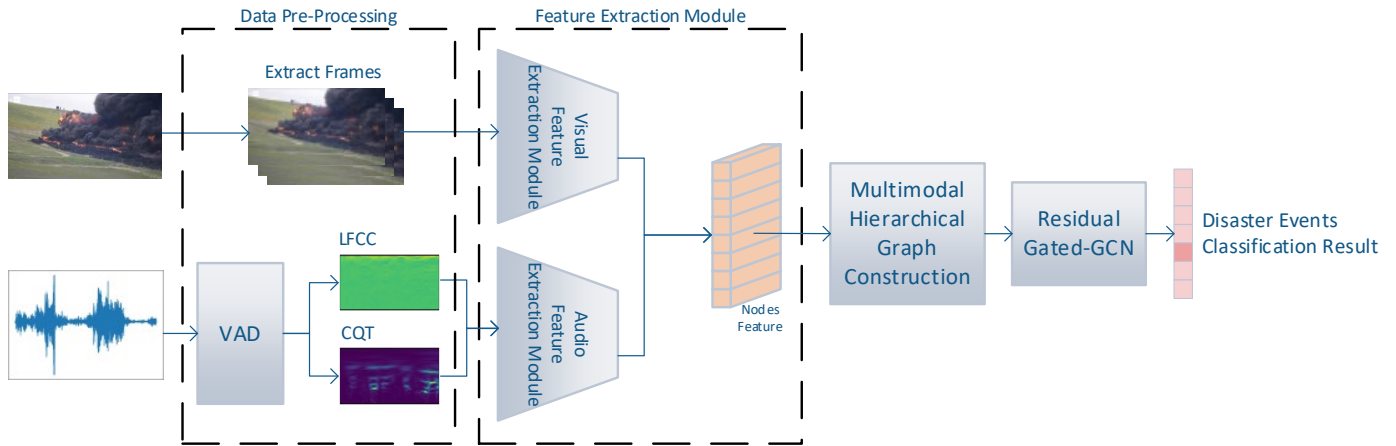 Data Pre-Processing
Feature Extraction Module
Extract Frames
Visual
Feature
Extraction Module
LFCC
VAD
CQT
Audio
Feature
Extraction Module
Nodes
Feature
Multimodal
Hierarchical
Graph
Construction
Residual
Gated-GCN
Disaster Events
Classification Result